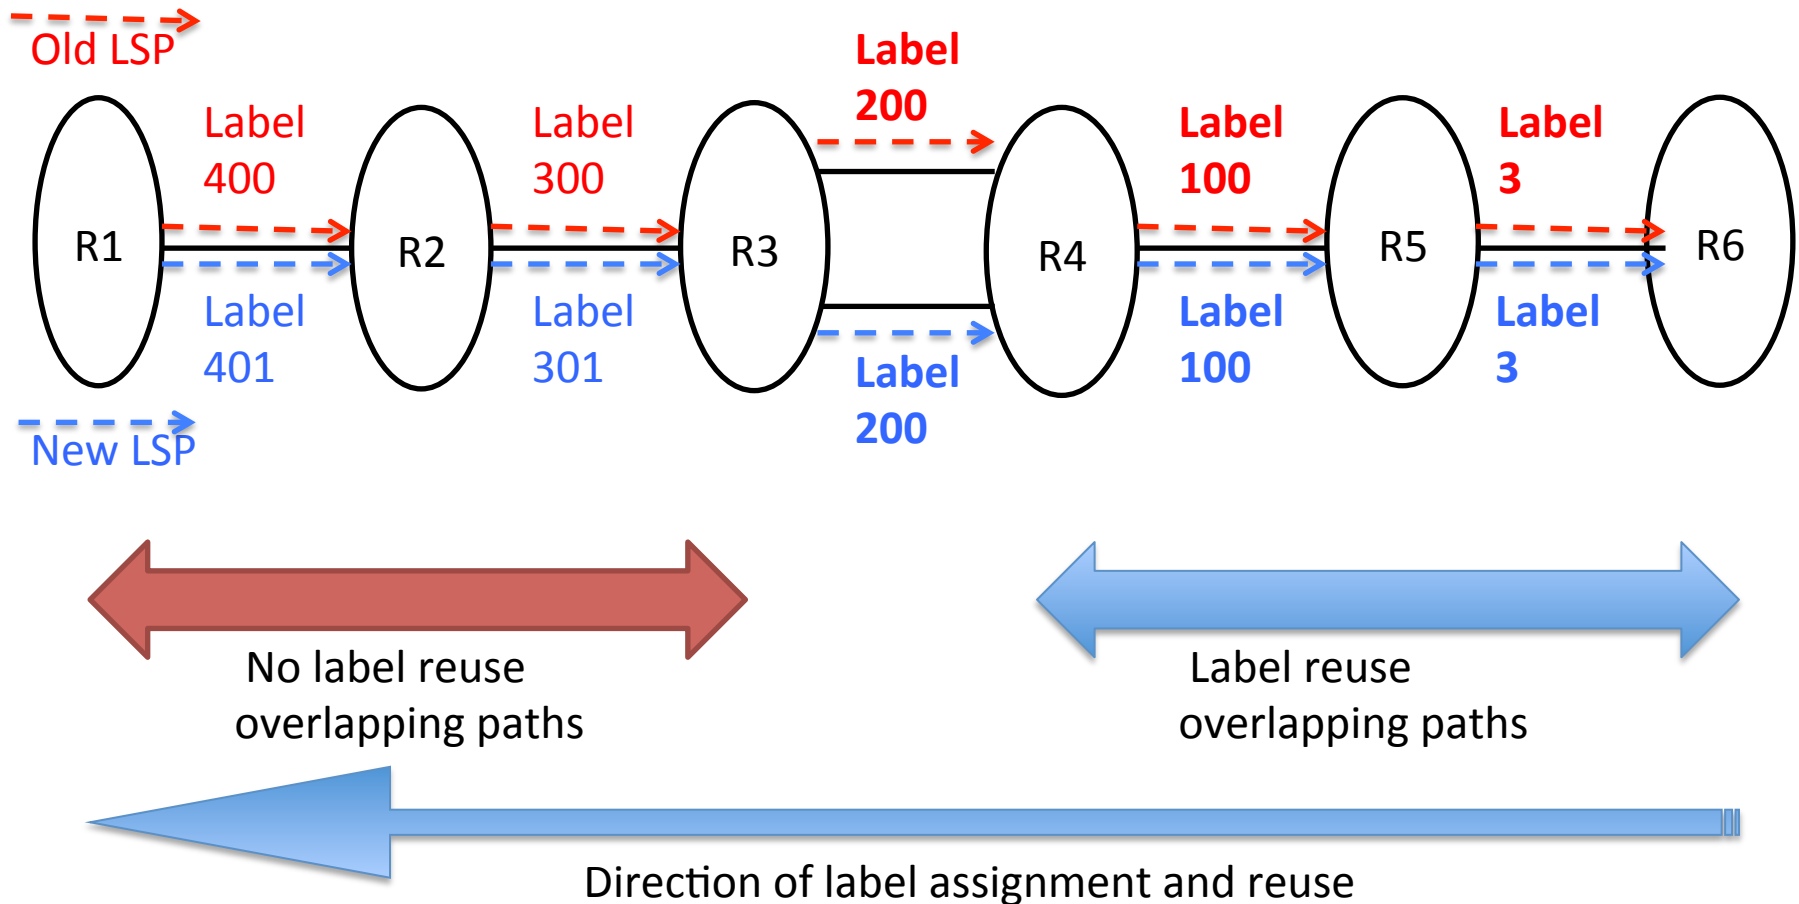 Old LSP
Label
200
Label
400
Label
300
Label
100
Label
3
R1
R2
R3
R4
R5
R6
Label
401
Label
301
Label
200
Label
100
Label
3
New LSP
No label reuse
overlapping paths
Label reuse
overlapping paths
Direction of label assignment and reuse